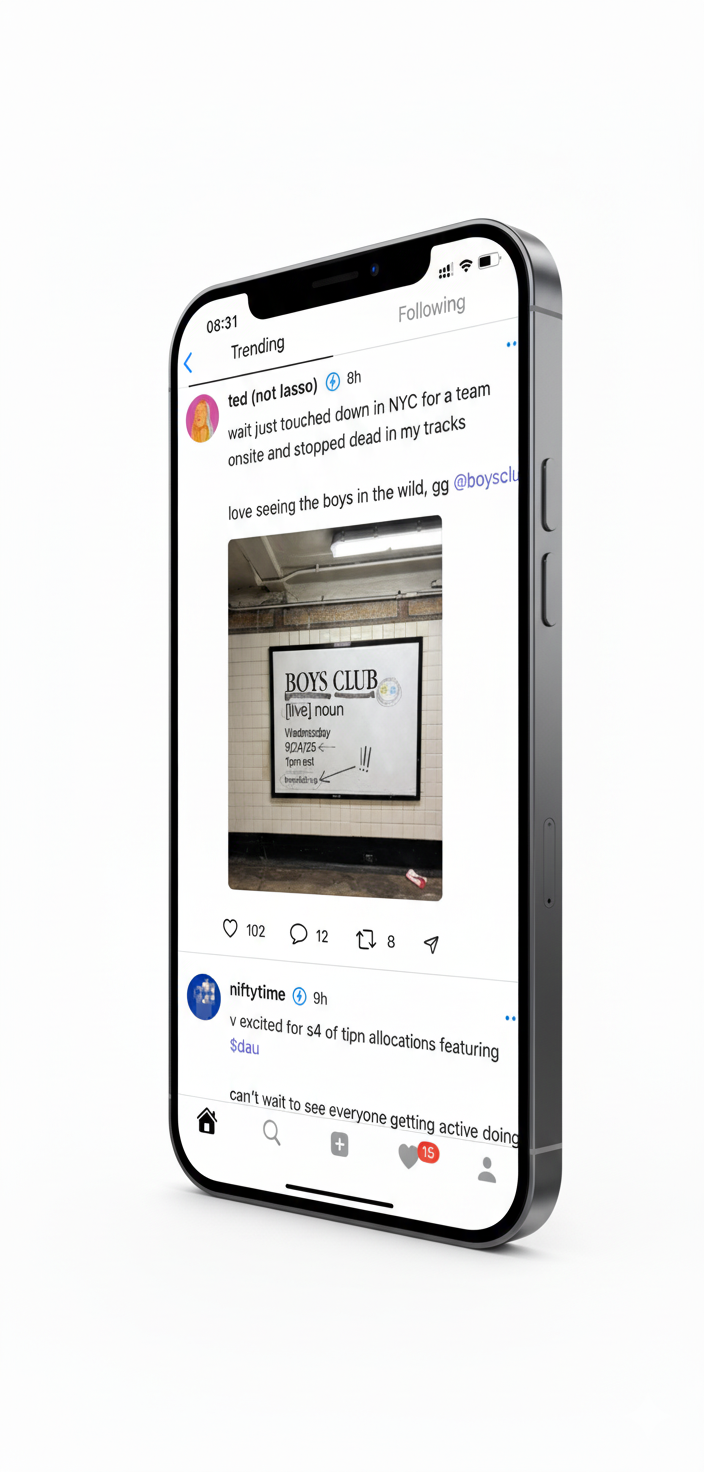 08:31
Trending
Following
ted (not lasso) 8h
wait just touched down in NYC for a team
onsite and stopped dead in my tracks
love seeing the boys in the wild, gg @boysclu
BOYS CLUB
[live] noun
9/24/25
1pm est
!!!
102 12 8
niftytime 9h
v excited for s4 of tipn allocations featuring
$dau
can't wait to see everyone getting active doing
15